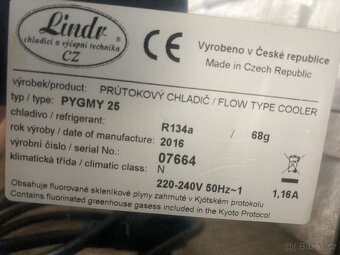 Lindr ®
chladicí a výčepní technika
CZ
CE
Vyrobeno v České republice
Made in Czech Republic
výrobek/product: PRŮTOKOVÝ CHLADIČ / FLOW TYPE COOLER
typ / type: PYGMY 25
chladivo / refrigerant: R134a / 68g
rok výroby / date of manufacture: 2016
výrobní číslo / serial No.: 07664
klimatická třída / climatic class: N
220-240V 50Hz~1 1,16A
Obsahuje fluorované skleníkové plyny zahrnuté v Kjótském protokolu
Contains fluorinated greenhouse gasess included in the Kyoto Protocol